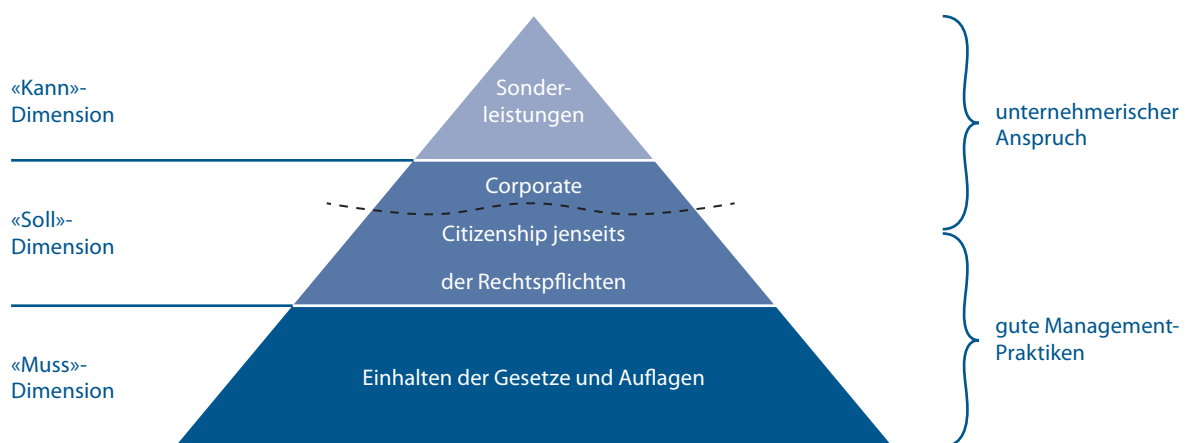 «Kann»-
Dimension
Sonder-
leistungen
unternehmerischer
Anspruch
«Soll»-
Dimension
Corporate
Citizenship jenseits
der Rechtspflichten
gute Management-
Praktiken
«Muss»-
Dimension
Einhalten der Gesetze und Auflagen